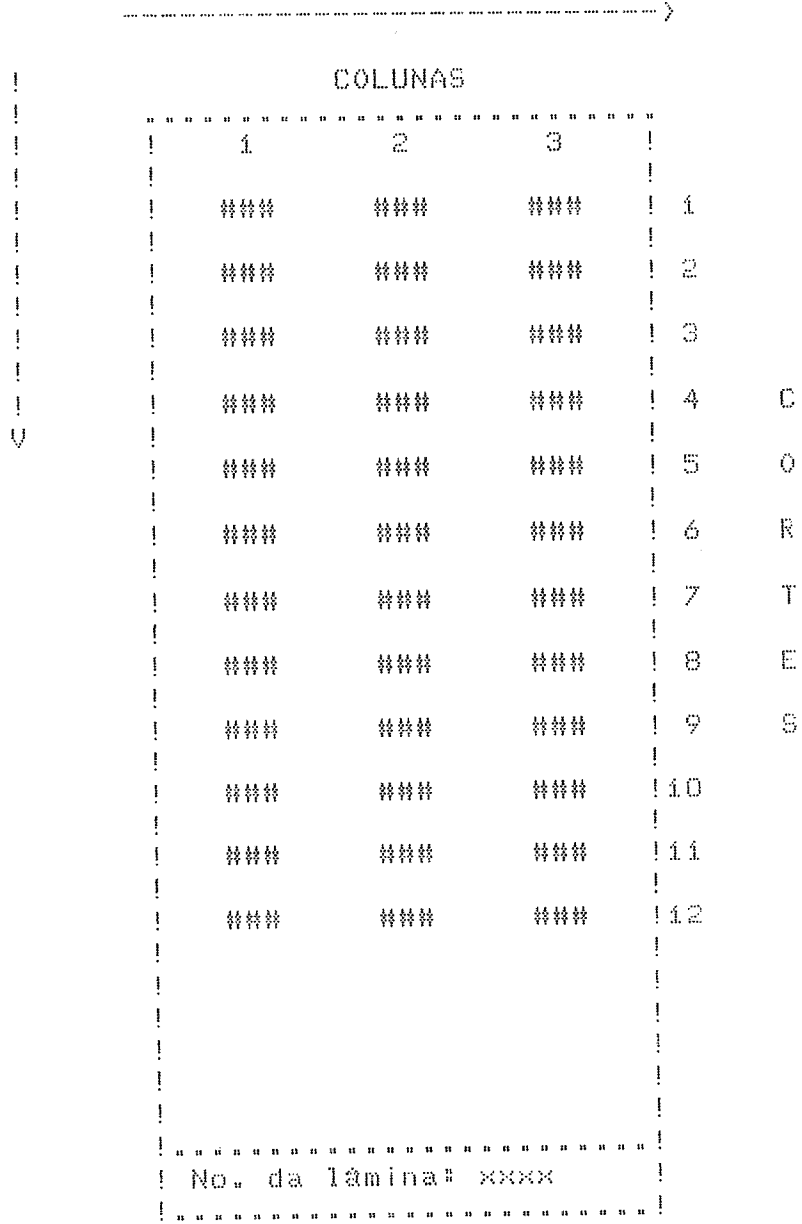 ------------------------------------>
COLUNAS
1 2 3
### ### ### ! 1
### ### ### ! 2
### ### ### ! 3
### ### ### ! 4 C
V
### ### ### ! 5 O
### ### ### ! 6 R
### ### ### ! 7 T
### ### ### ! 8 E
### ### ### ! 9 S
### ### ### !10
### ### ### !11
### ### ### !12
! No. da lâmina: xxxx !